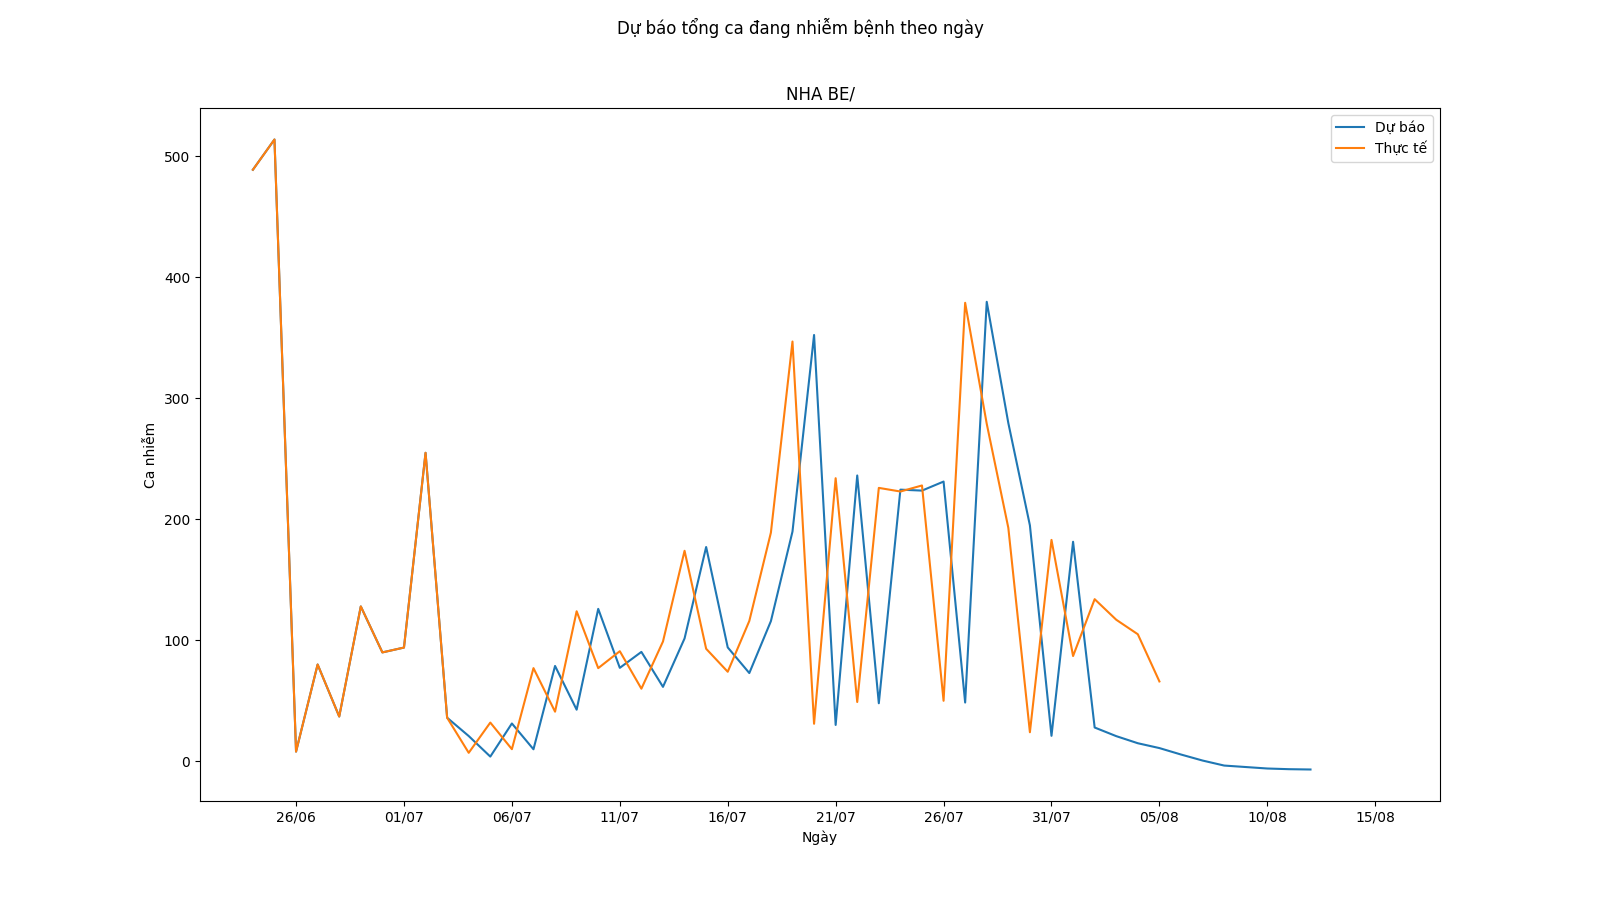 Dự báo tổng ca đang nhiễm bệnh theo ngày
NHA BE/
Dự báo
Thực tế
500
400
300
200
100
0
Ca nhiễm
26/06 01/07 06/07 11/07 16/07 21/07 26/07 31/07 05/08 10/08 15/08
Ngày